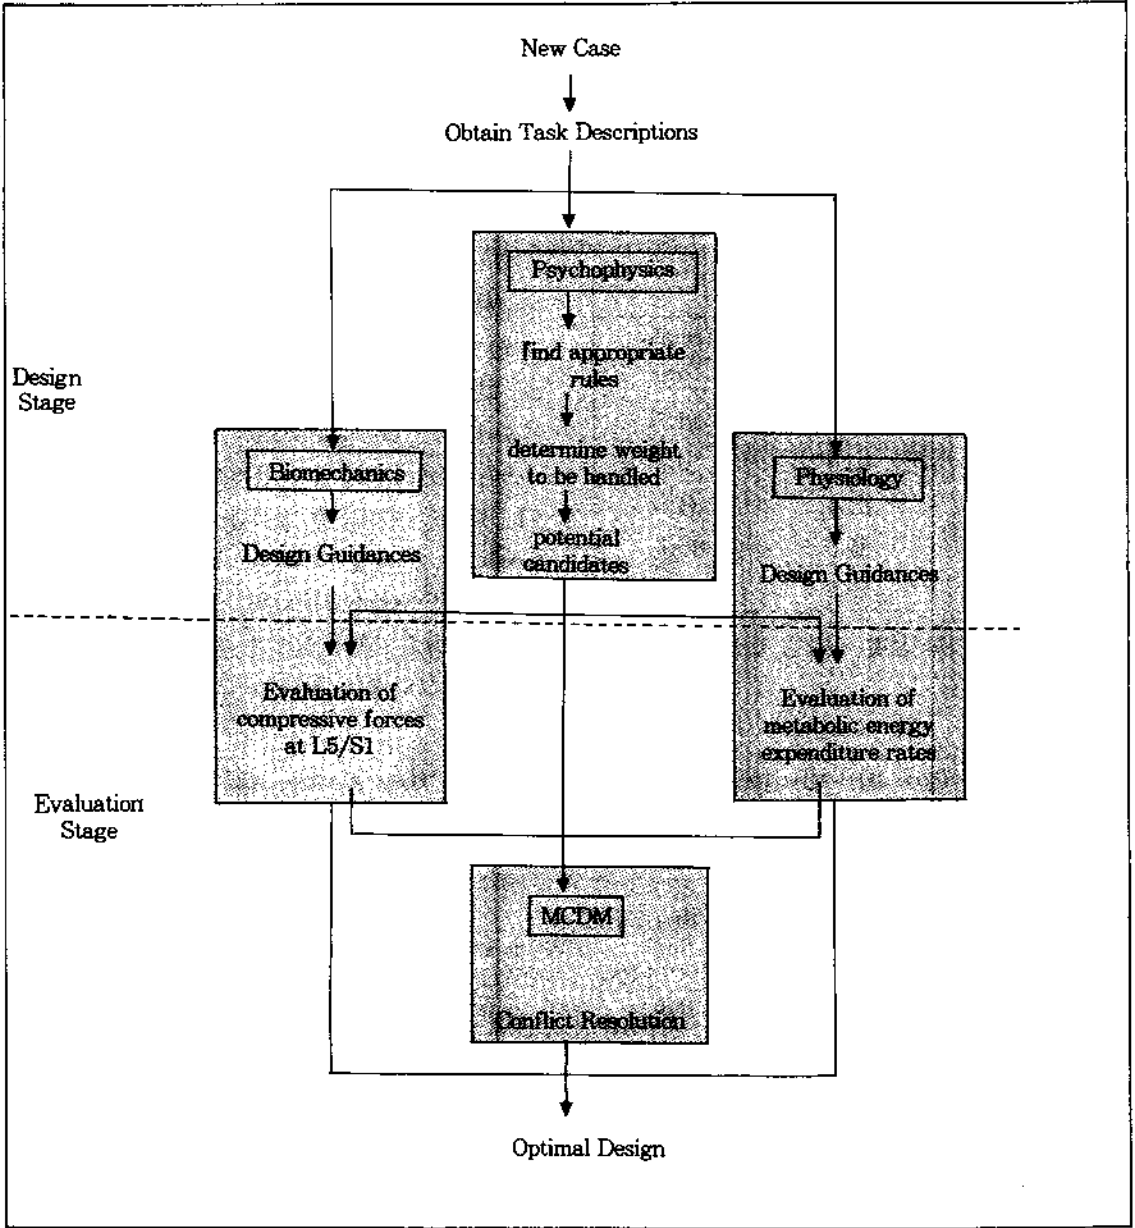 New Case
Obtain Task Descriptions
Psychophysics
find appropriate
rules
determine weight
to be handled
potential
candidates
Design
Stage
Biomechanics
Design Guidances
Physiology
Design Guidances
Evaluation of
compressive forces
at L5/S1
Evaluation of
metabolic energy
expenditure rates
Evaluation
Stage
MCDM
Conflict Resolution
Optimal Design